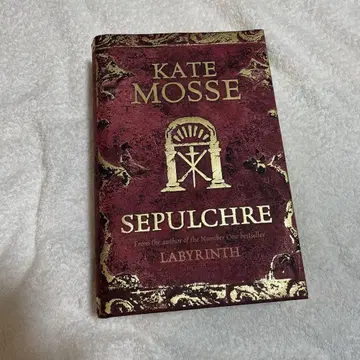 KATE
MOSSE
SEPULCHRE
From the author of the Number One bestseller
LABYRINTH